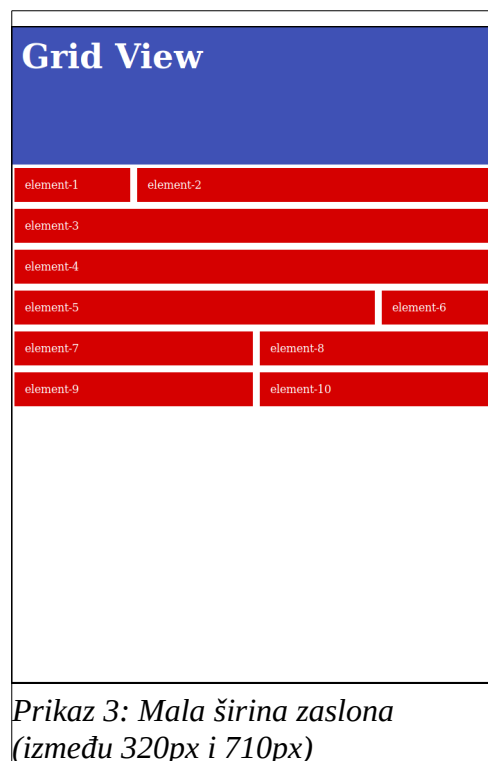 Grid View
element-1 element-2
element-3
element-4
element-5 element-6
element-7 element-8
element-9 element-10
Prikaz 3: Mala širina zaslona
(između 320px i 710px)